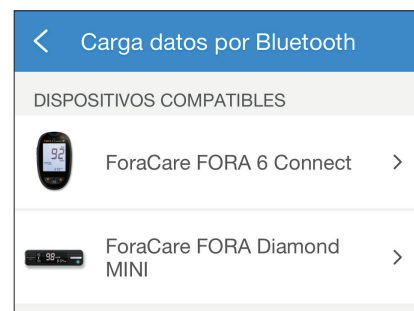 Carga datos por Bluetooth
DISPOSITIVOS COMPATIBLES
92
ForaCare FORA 6 Connect
98
ForaCare FORA Diamond
MINI